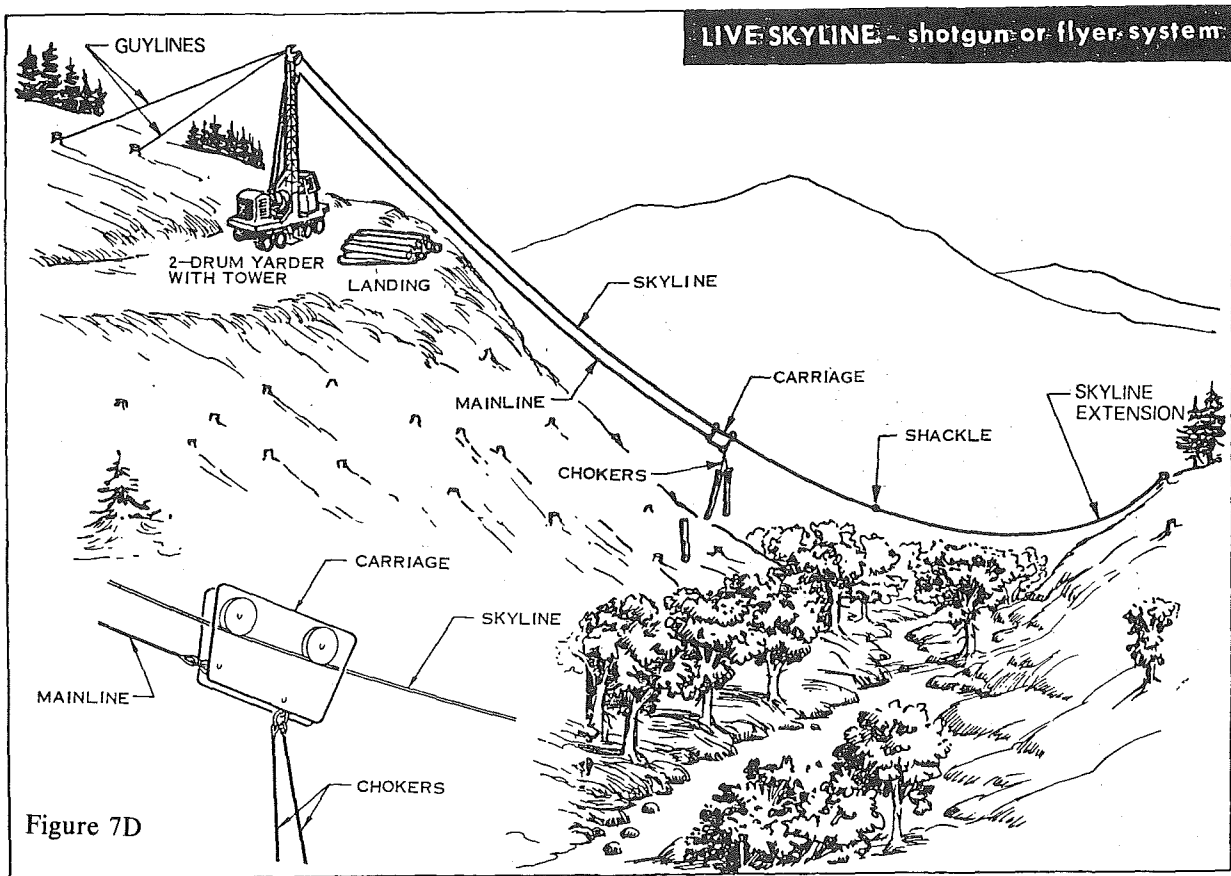 LIVE SKYLINE - shotgun or flyer system
GUYLINES
2-DRUM YARDER
WITH TOWER
LANDING
SKYLINE
MAINLINE
CARRIAGE
SKYLINE
EXTENSION
SHACKLE
CHOKERS
CARRIAGE
SKYLINE
MAINLINE
CHOKERS
Figure 7D